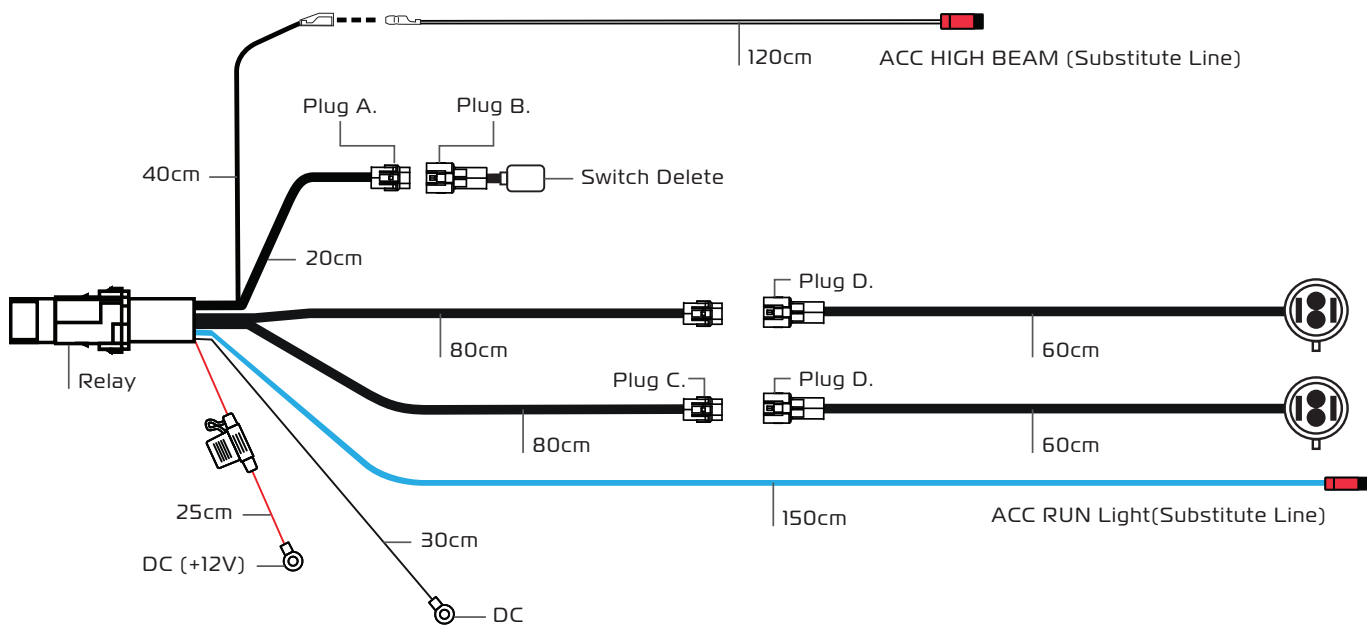 120cm
ACC HIGH BEAM (Substitute Line)
Plug A.
Plug B.
40cm
Switch Delete
20cm
Plug D.
80cm
60cm
Relay
Plug C.
Plug D.
80cm
60cm
25cm
150cm
ACC RUN Light(Substitute Line)
30cm
DC (+12V)
DC